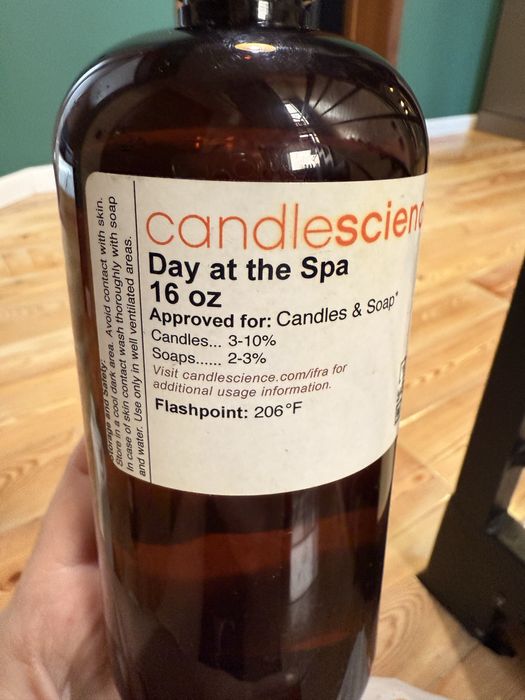 candlescien
Day at the Spa
16 oz
Approved for: Candles & Soap*
Candles... 3-10%
Soaps...... 2-3%
Visit candlescience.com/ifra for
additional usage information.
Flashpoint: 206°F
Storage and Safety:
Store in a cool dark area. Avoid contact with skin.
In case of skin contact wash thoroughly with soap
and water. Use only in well ventilated areas.